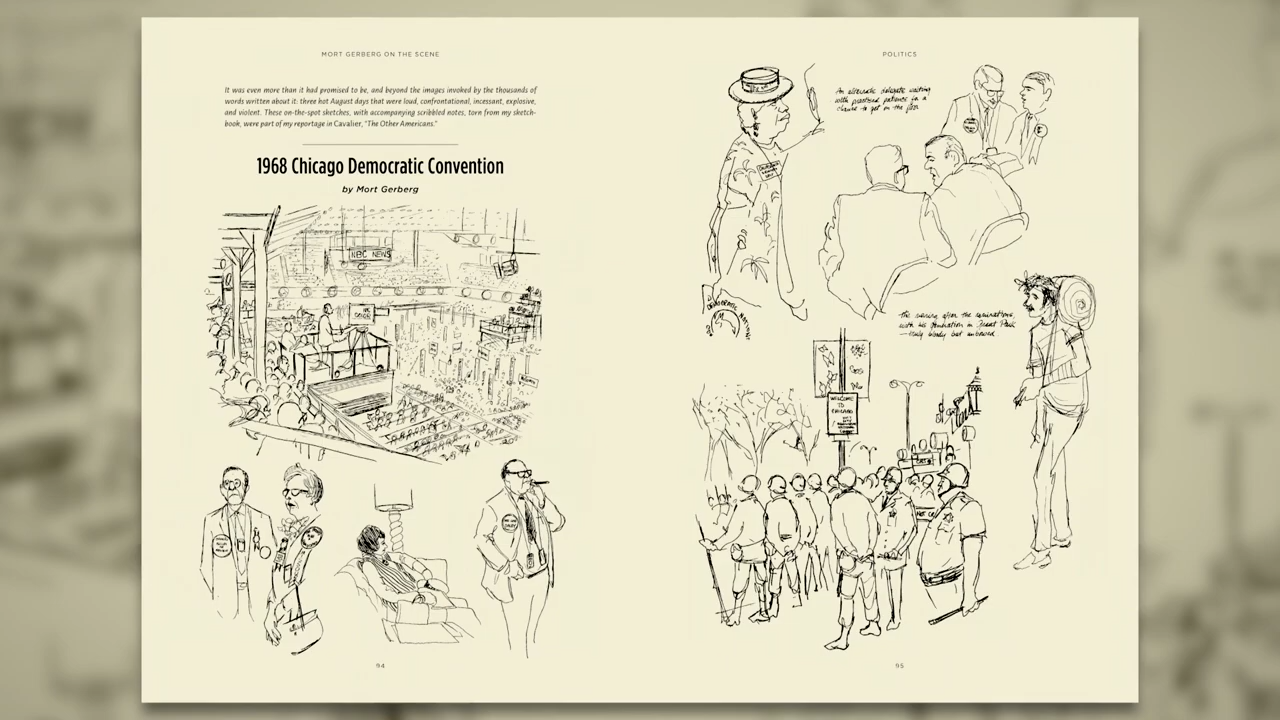 MORT GERBERG ON THE SCENE
It was even more than it had promised to be, and beyond the images invoked by the thousands of
words written about it: three hot August days that were loud, confrontational, incessant, explosive,
and violent. These on-the-spot sketches, with accompanying scribbled notes, torn from my sketch-
book, were part of my reportage in Cavalier, "The Other Americans."
1968 Chicago Democratic Convention
by Mort Gerberg
NBC NEWS
94
POLITICS
An alternate delegate waiting
with practiced patience for a
chance to get on the floor
The morning after the
with his generation in Grant Park
—truly bloody but unbowed
WELCOME
TO
CHICAGO
95